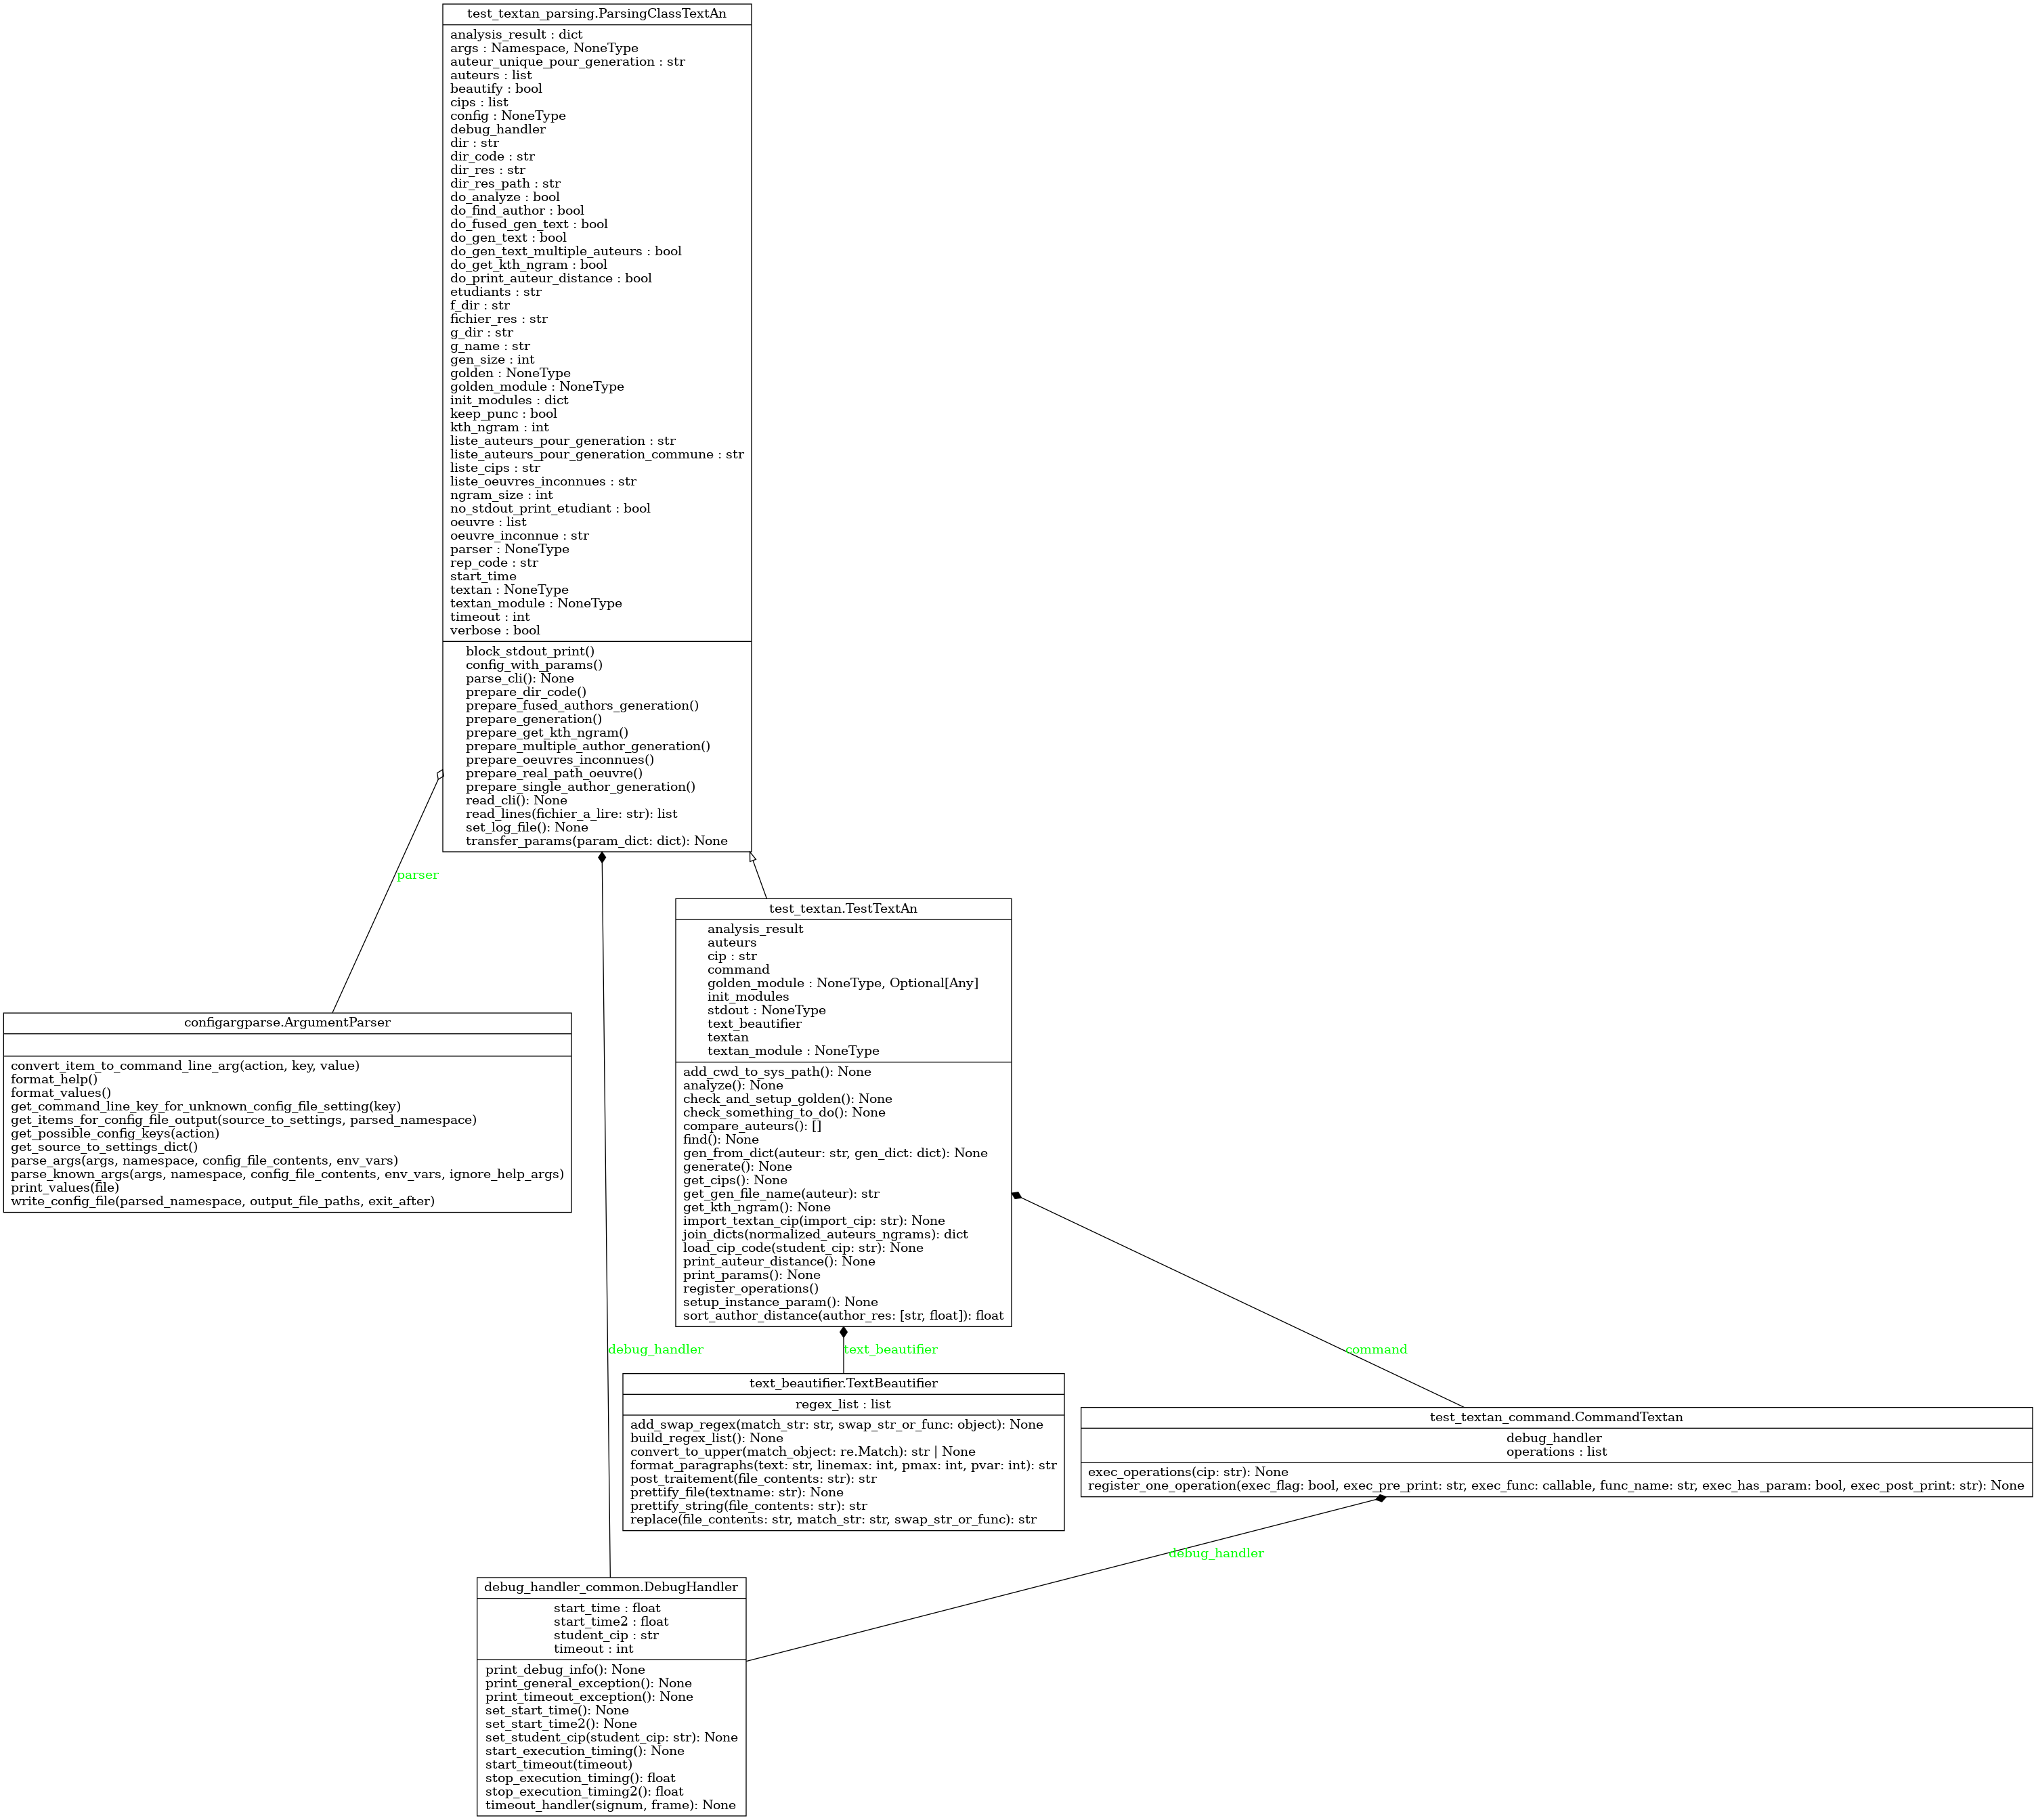 test_textan_parsing.ParsingClassTextAn
analysis_result : dict
args : Namespace, NoneType
auteur_unique_pour_generation : str
auteurs : list
beautify : bool
cips : list
config : NoneType
debug_handler
dir : str
dir_code : str
dir_res : str
dir_res_path : str
do_analyze : bool
do_find_author : bool
do_fused_gen_text : bool
do_gen_text : bool
do_gen_text_multiple_auteurs : bool
do_get_kth_ngram : bool
do_print_auteur_distance : bool
etudiants : str
f_dir : str
fichier_res : str
g_dir : str
g_name : str
gen_size : int
golden : NoneType
golden_module : NoneType
init_modules : dict
keep_punc : bool
kth_ngram : int
liste_auteurs_pour_generation : str
liste_auteurs_pour_generation_commune : str
liste_cips : str
liste_oeuvres_inconnues : str
ngram_size : int
no_stdout_print_etudiant : bool
oeuvre : list
oeuvre_inconnue : str
parser : NoneType
rep_code : str
start_time
textan : NoneType
textan_module : NoneType
timeout : int
verbose : bool
block_stdout_print()
config_with_params()
parse_cli(): None
prepare_dir_code()
prepare_fused_authors_generation()
prepare_generation()
prepare_get_kth_ngram()
prepare_multiple_author_generation()
prepare_oeuvres_inconnues()
prepare_real_path_oeuvre()
prepare_single_author_generation()
read_cli(): None
read_lines(fichier_a_lire: str): list
set_log_file(): None
transfer_params(param_dict: dict): None
parser
test_textan.TestTextAn
analysis_result
auteurs
cip : str
command
golden_module : NoneType, Optional[Any]
init_modules
stdout : NoneType
text_beautifier
textan
textan_module : NoneType
add_cwd_to_sys_path(): None
analyze(): None
check_and_setup_golden(): None
check_something_to_do(): None
compare_auteurs(): []
find(): None
gen_from_dict(auteur: str, gen_dict: dict): None
generate(): None
get_cips(): None
get_gen_file_name(auteur): str
get_kth_ngram(): None
import_textan_cip(import_cip: str): None
join_dicts(normalized_auteurs_ngrams): dict
load_cip_code(student_cip: str): None
print_auteur_distance(): None
print_params(): None
register_operations()
setup_instance_param(): None
sort_author_distance(author_res: [str, float]): float
configargparse.ArgumentParser
convert_item_to_command_line_arg(action, key, value)
format_help()
format_values()
get_command_line_key_for_unknown_config_file_setting(key)
get_items_for_config_file_output(source_to_settings, parsed_namespace)
get_possible_config_keys(action)
get_source_to_settings_dict()
parse_args(args, namespace, config_file_contents, env_vars)
parse_known_args(args, namespace, config_file_contents, env_vars, ignore_help_args)
print_values(file)
write_config_file(parsed_namespace, output_file_paths, exit_after)
debug_handler
text_beautifier
command
text_beautifier.TextBeautifier
regex_list : list
add_swap_regex(match_str: str, swap_str_or_func: object): None
build_regex_list(): None
convert_to_upper(match_object: re.Match): str | None
format_paragraphs(text: str, linemax: int, pmax: int, pvar: int): str
post_traitement(file_contents: str): str
prettify_file(textname: str): None
prettify_string(file_contents: str): str
replace(file_contents: str, match_str: str, swap_str_or_func): str
test_textan_command.CommandTextan
debug_handler
operations : list
exec_operations(cip: str): None
register_one_operation(exec_flag: bool, exec_pre_print: str, exec_func: callable, func_name: str, exec_has_param: bool, exec_post_print: str): None
debug_handler
debug_handler_common.DebugHandler
start_time : float
start_time2 : float
student_cip : str
timeout : int
print_debug_info(): None
print_general_exception(): None
print_timeout_exception(): None
set_start_time(): None
set_start_time2(): None
set_student_cip(student_cip: str): None
start_execution_timing(): None
start_timeout(timeout)
stop_execution_timing(): float
stop_execution_timing2(): float
timeout_handler(signum, frame): None